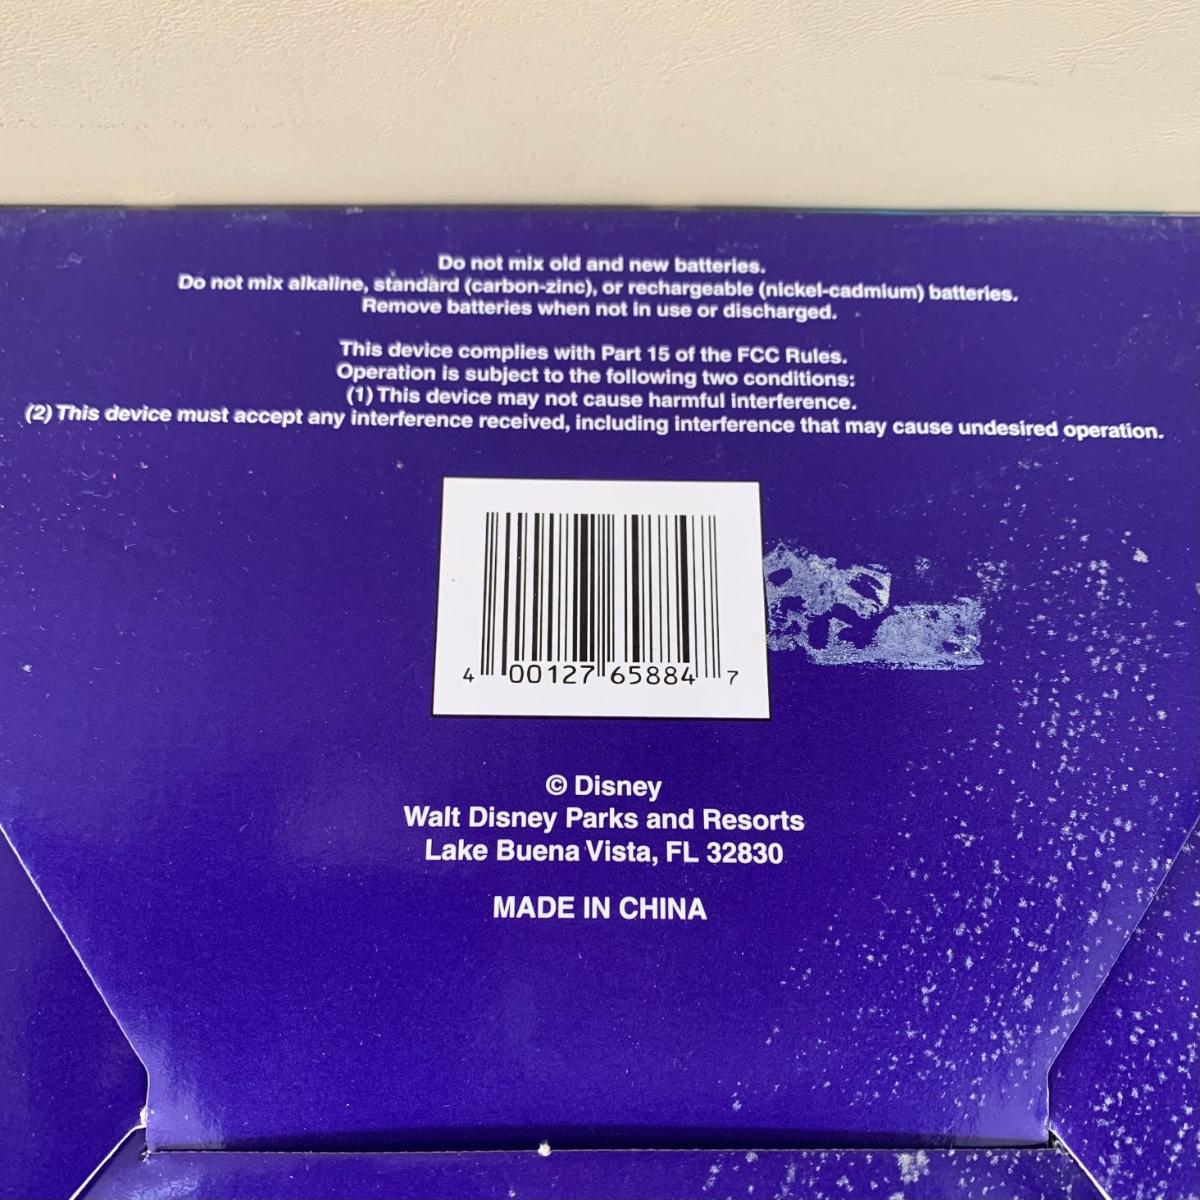 Do not mix old and new batteries.
Do not mix alkaline, standard (carbon-zinc), or rechargeable (nickel-cadmium) batteries.
Remove batteries when not in use or discharged.
This device complies with Part 15 of the FCC Rules.
Operation is subject to the following two conditions:
(1) This device may not cause harmful interference.
(2) This device must accept any interference received, including interference that may cause undesired operation.
4 00127 65884 7
© Disney
Walt Disney Parks and Resorts
Lake Buena Vista, FL 32830
MADE IN CHINA